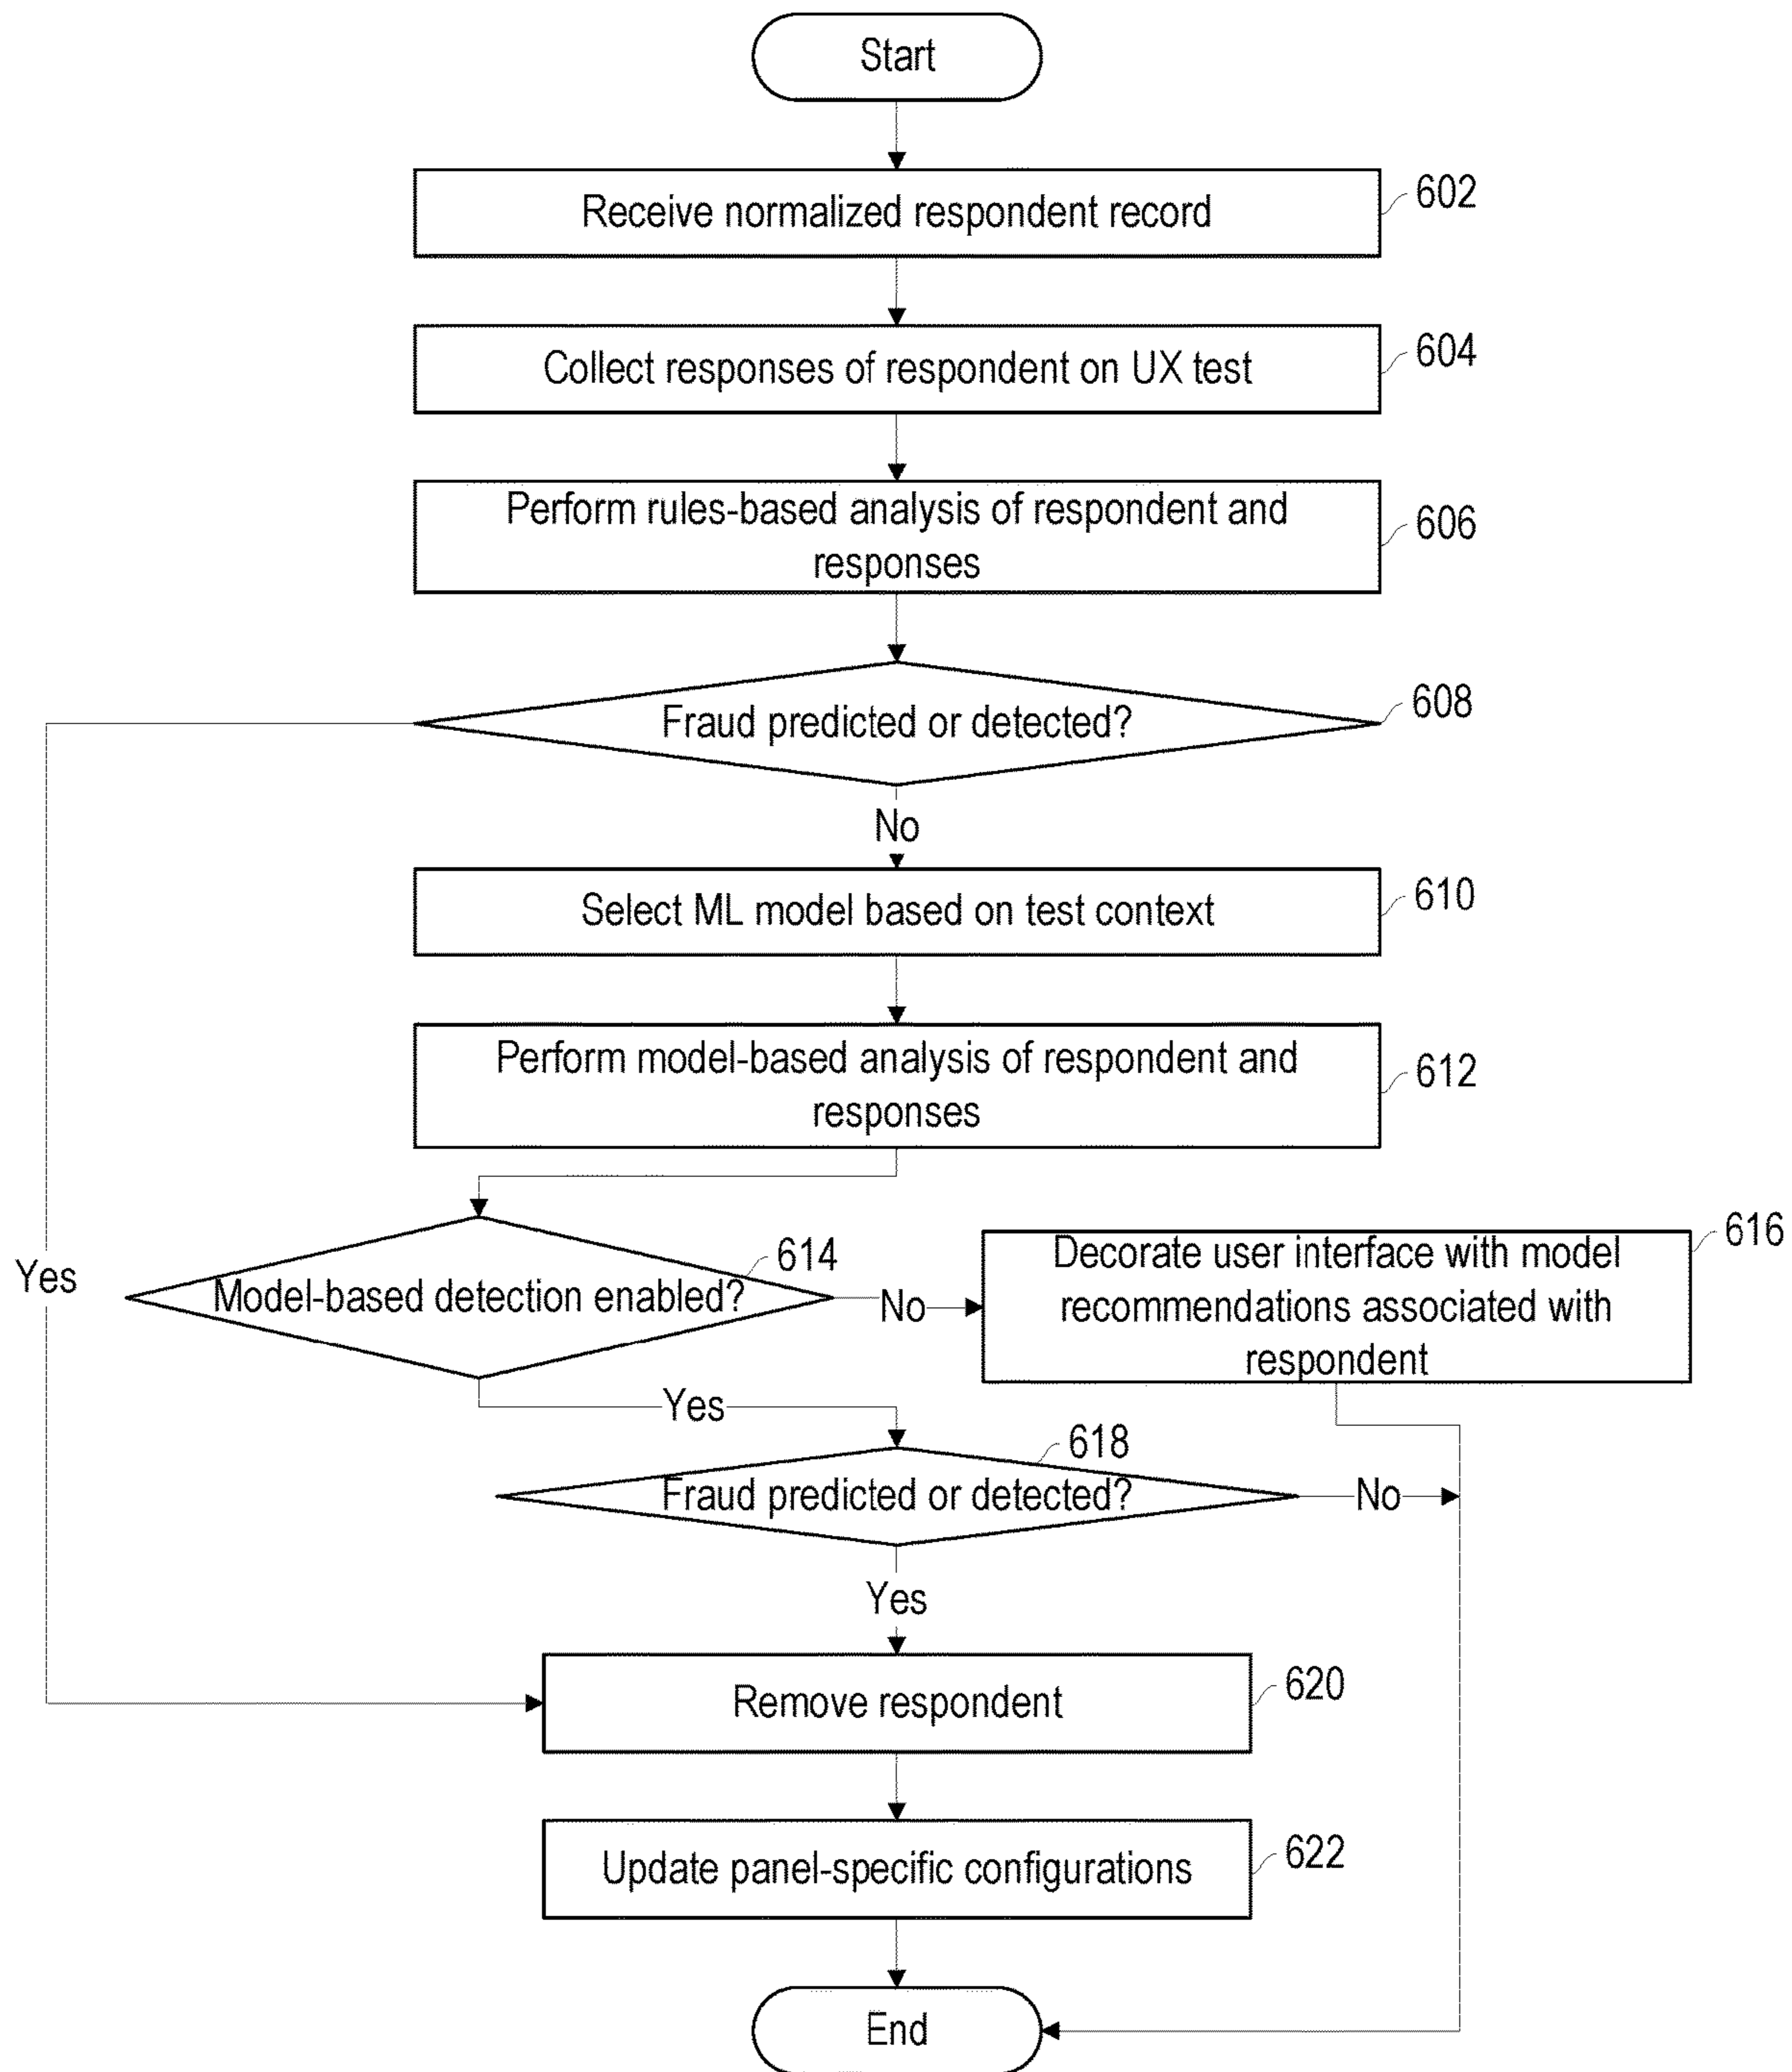 Start
Receive normalized respondent record
602
Collect responses of respondent on UX test
604
Perform rules-based analysis of respondent and
responses
606
Fraud predicted or detected?
608
No
Select ML model based on test context
610
Perform model-based analysis of respondent and
responses
612
Yes
Model-based detection enabled?
614
No
Decorate user interface with model
recommendations associated with
respondent
616
Yes
618
Fraud predicted or detected?
No
Yes
Remove respondent
620
Update panel-specific configurations
622
End